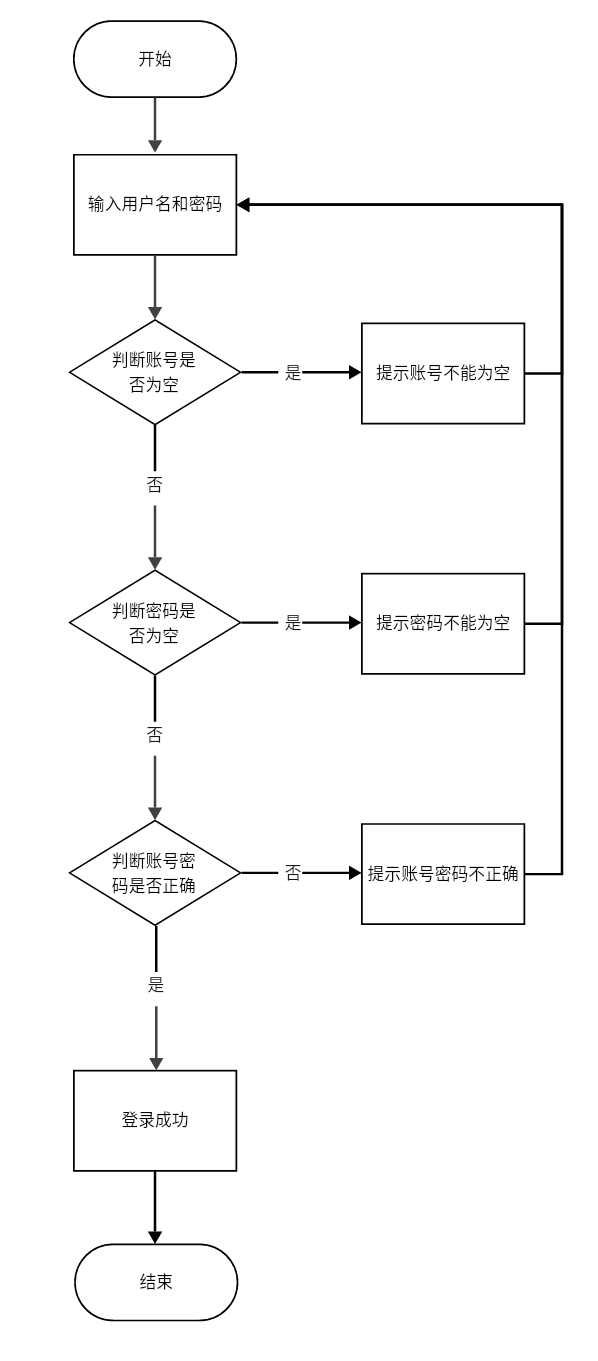 开始
输入用户名和密码
判断账号是
否为空
是
提示账号不能为空
否
判断密码是
否为空
是
提示密码不能为空
否
判断账号密
码是否正确
否
提示账号密码不正确
是
登录成功
结束